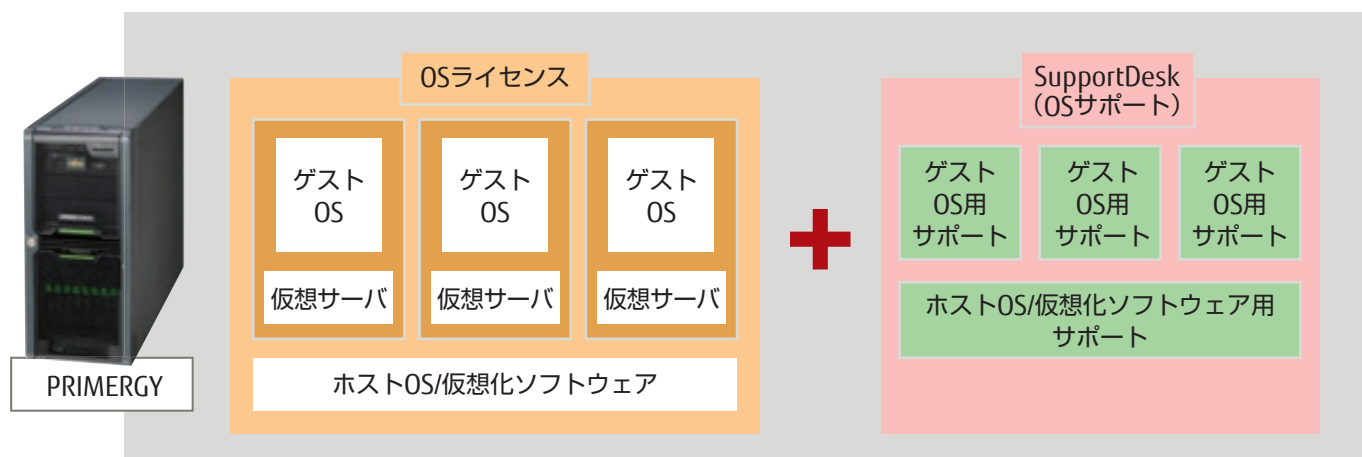 PRIMERGY
OSライセンス
ゲスト
OS
ゲスト
OS
ゲスト
OS
仮想サーバ
仮想サーバ
仮想サーバ
ホストOS/仮想化ソフトウェア
SupportDesk
（OSサポート）
ゲスト
OS用
サポート
ゲスト
OS用
サポート
ゲスト
OS用
サポート
ホストOS/仮想化ソフトウェア用
サポート